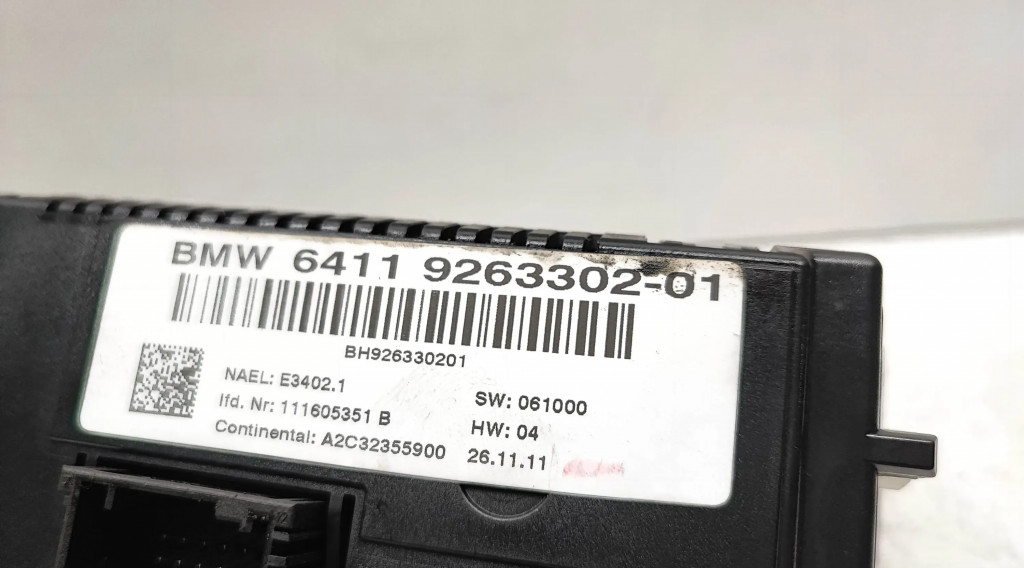 BMW 6411 9263302-01
BH926330201
NAEL: E3402.1
lfd. Nr: 111605351 B
Continental: A2C32355900
SW: 061000
HW: 04
26.11.11